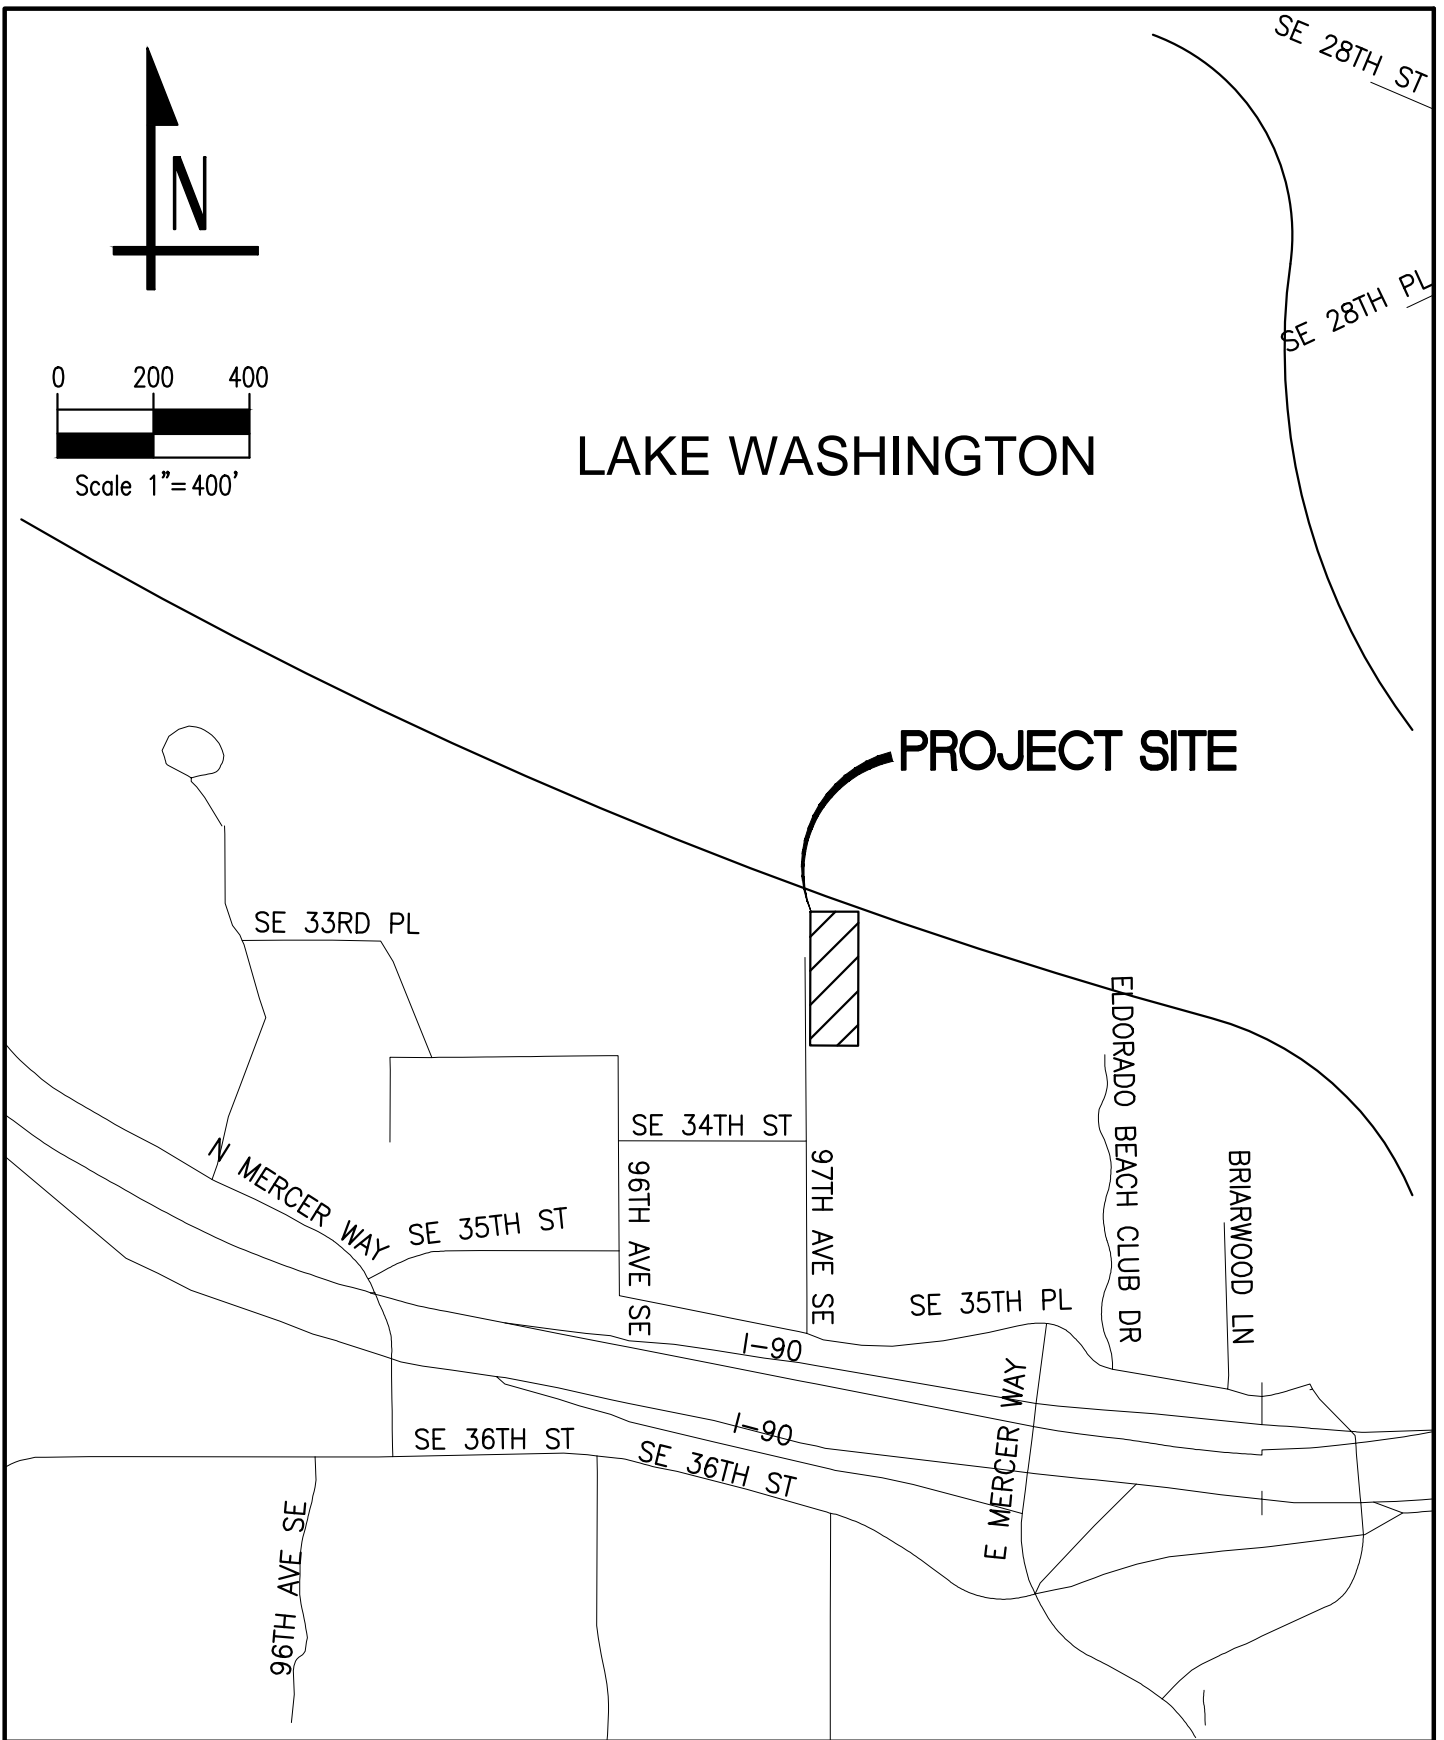 SE 28TH ST
N
SE 28TH PL
0 200 400
Scale 1"=400'
LAKE WASHINGTON
PROJECT SITE
SE 33RD PL
ELDORADO BEACH CLUB DR
SE 34TH ST
N MERCER WAY
SE 35TH ST
96TH AVE SE
97TH AVE SE
BRIARWOOD LN
SE 35TH PL
I-90
E MERCER WAY
I-90
SE 36TH ST
SE 36TH ST
96TH AVE SE